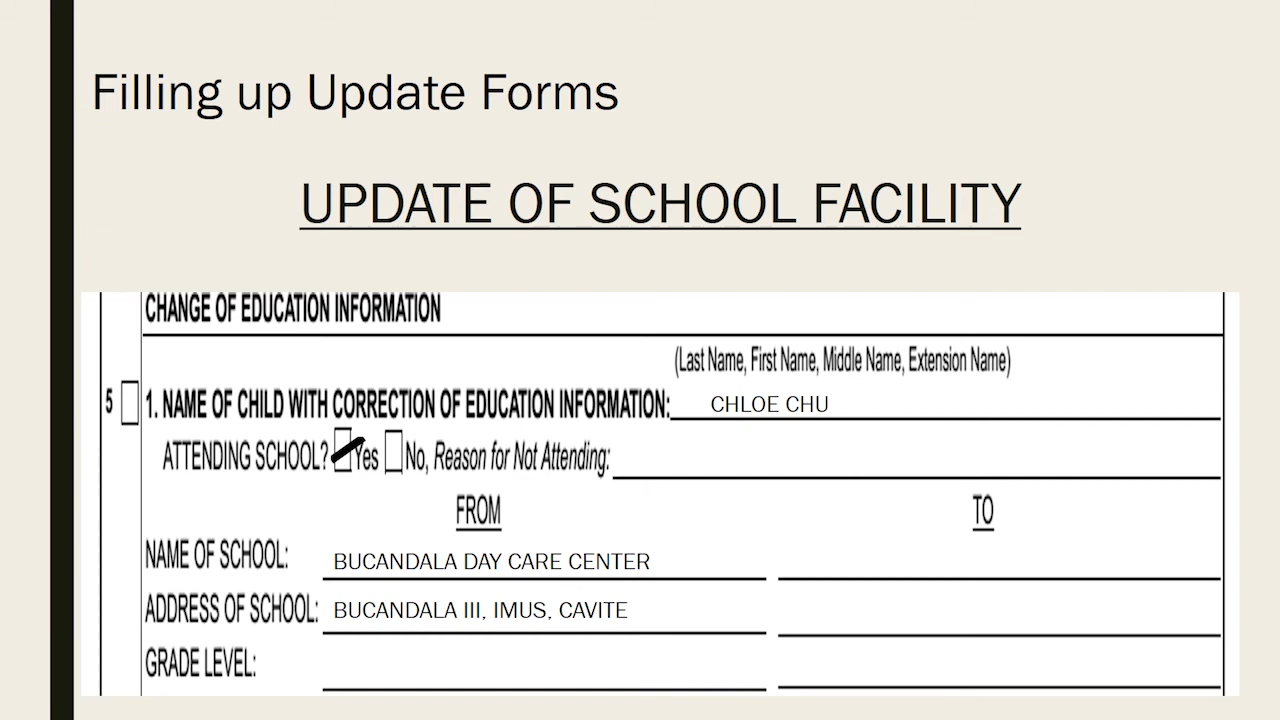 Filling up Update Forms
UPDATE OF SCHOOL FACILITY
CHANGE OF EDUCATION INFORMATION
(Last Name, First Name, Middle Name, Extension Name)
5 1. NAME OF CHILD WITH CORRECTION OF EDUCATION INFORMATION: CHLOE CHU
ATTENDING SCHOOL? Yes No, Reason for Not Attending:
FROM TO
NAME OF SCHOOL: BUCANDALA DAY CARE CENTER
ADDRESS OF SCHOOL: BUCANDALA III, IMUS, CAVITE
GRADE LEVEL: